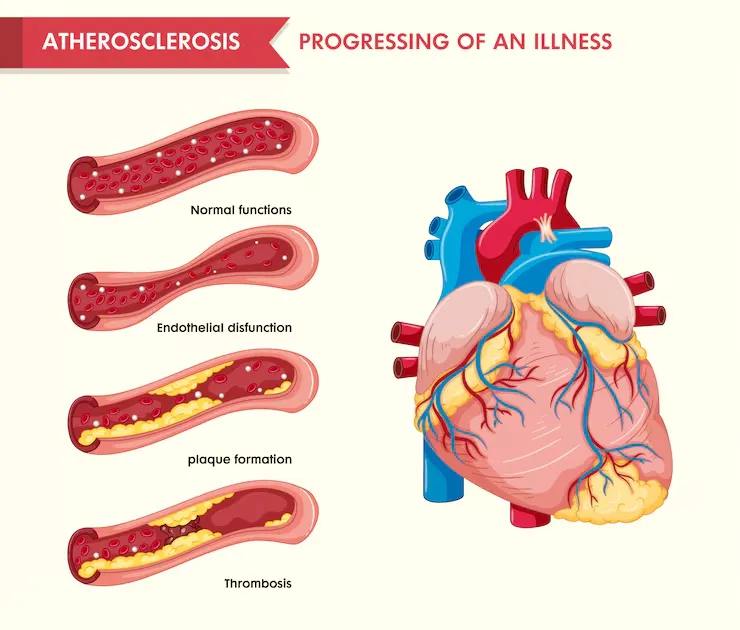 ATHEROSCLEROSIS PROGRESSING OF AN ILLNESS
Normal functions
Endothelial disfunction
plaque formation
Thrombosis